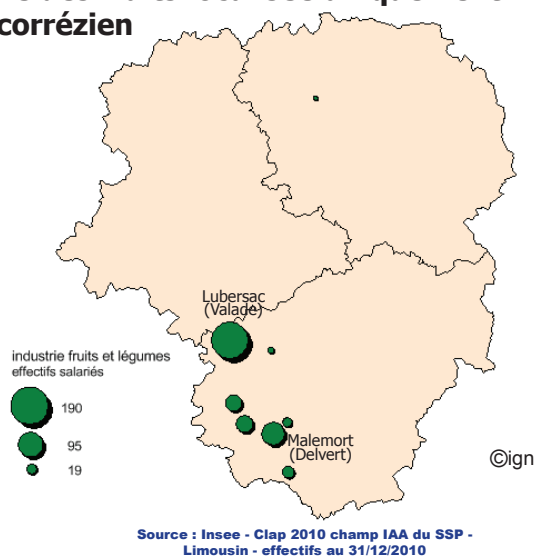 corrézien
Lubersac
(Valade)
industrie fruits et légumes
effectifs salariés
190
95
19
Malemort
(Delvert)
©ign
Source : Insee - Clap 2010 champ IAA du SSP -
Limousin - effectifs au 31/12/2010